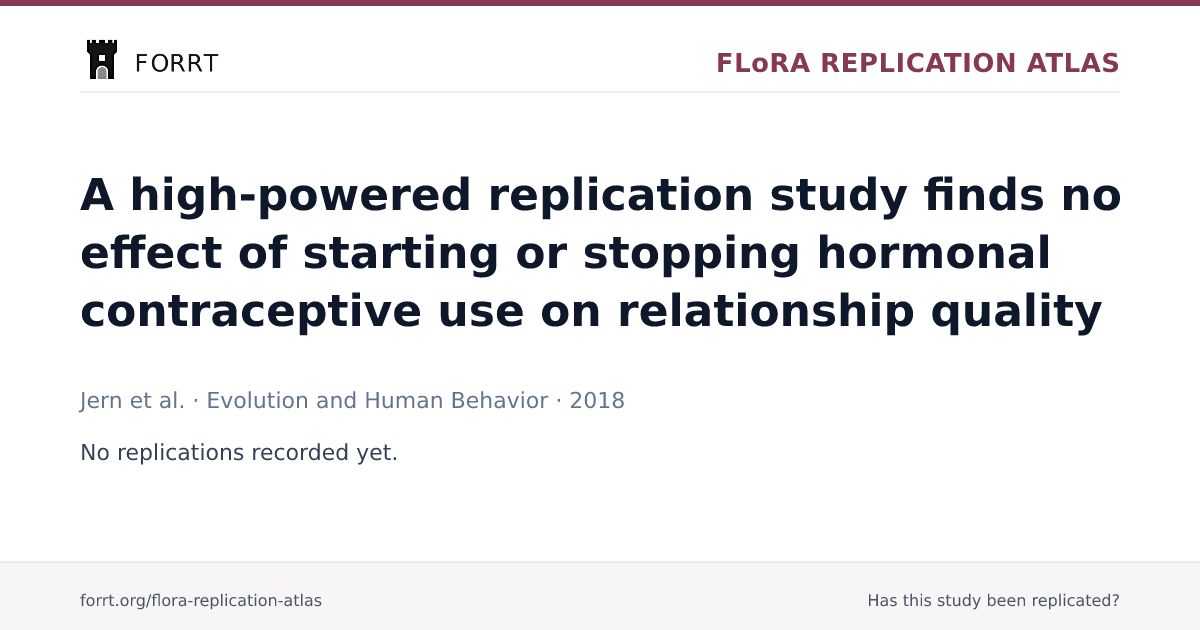 FORRT
FLoRA REPLICATION ATLAS
A high-powered replication study finds no
effect of starting or stopping hormonal
contraceptive use on relationship quality
Jern et al. · Evolution and Human Behavior · 2018
No replications recorded yet.
forrt.org/flora-replication-atlas
Has this study been replicated?